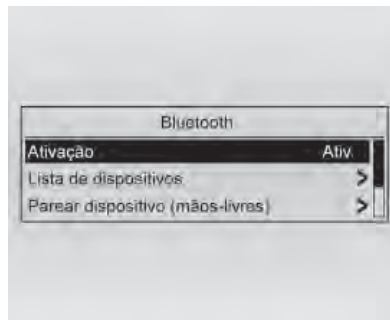 Bluetooth
Ativação Ativ.
Lista de dispositivos >
Parear dispositivo (mãos-livres) >